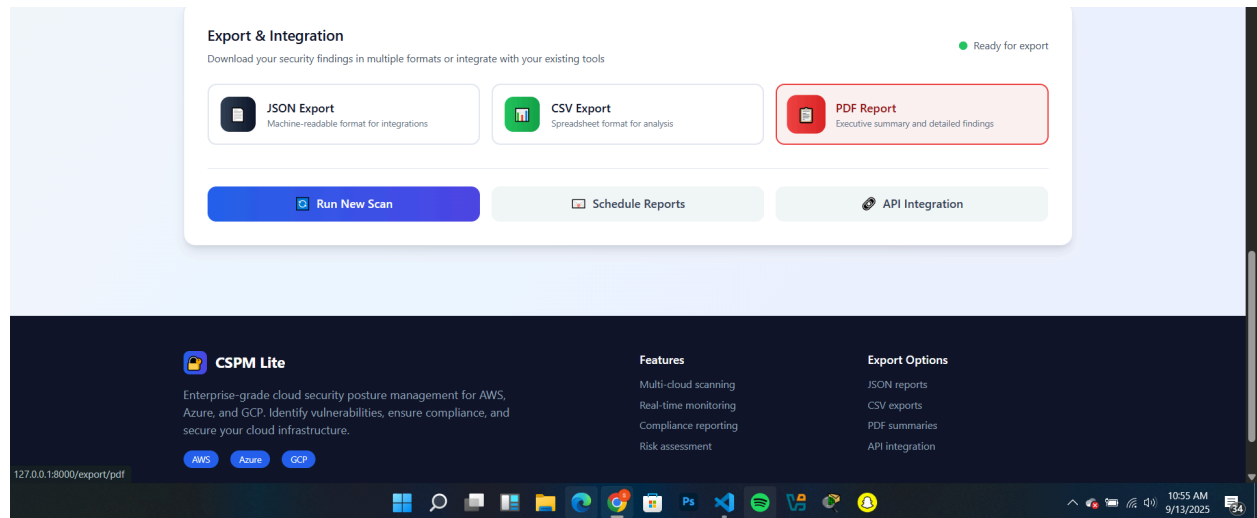 Export & Integration
Ready for export
Download your security findings in multiple formats or integrate with your existing tools
JSON Export
Machine-readable format for integrations
CSV Export
Spreadsheet format for analysis
PDF Report
Executive summary and detailed findings
Run New Scan
Schedule Reports
API Integration
CSPM Lite
Enterprise-grade cloud security posture management for AWS,
Azure, and GCP. Identify vulnerabilities, ensure compliance, and
secure your cloud infrastructure.
AWS Azure GCP
Features
Multi-cloud scanning
Real-time monitoring
Compliance reporting
Risk assessment
Export Options
JSON reports
CSV exports
PDF summaries
API integration
127.0.0.1:8000/export/pdf
Ps
10:55 AM
9/13/2025
34